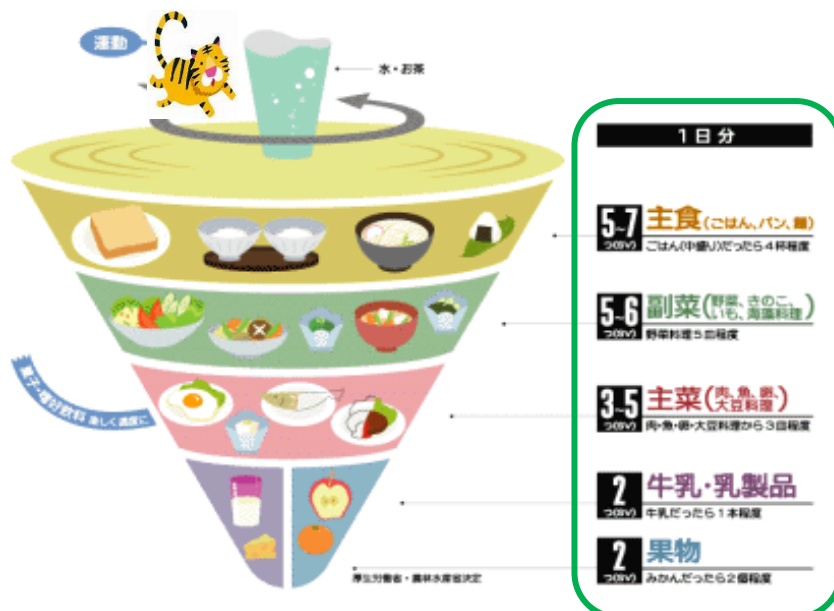 運動
水・お茶
1日分
5~7 つ(SV) 主食(ごはん、パン、麺)
ごはん(中盛り)だったら4杯程度
5~6 つ(SV) 副菜(野菜、きのこ、いも、海藻料理)
野菜料理5皿程度
3~5 つ(SV) 主菜(肉、魚、卵、大豆料理)
肉・魚・卵・大豆料理から3皿程度
菓子・嗜好飲料 楽しく適度に
2 つ(SV) 牛乳・乳製品
牛乳だったら1本程度
2 つ(SV) 果物
みかんだったら2個程度
厚生労働省・農林水産省決定